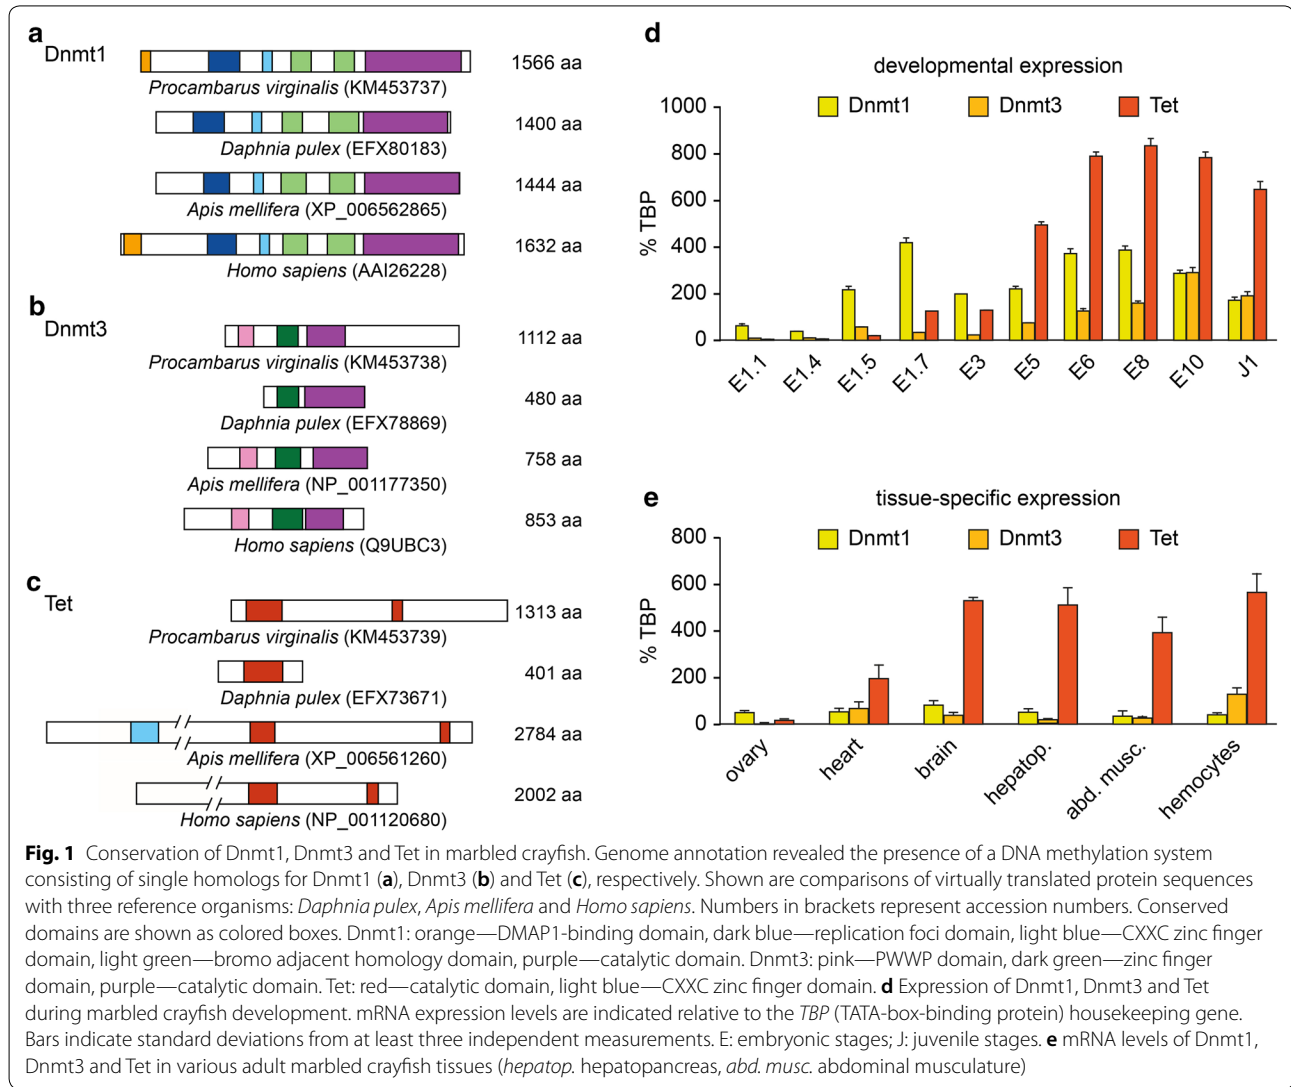 a
Dnmt1
1566 aa
Procambarus virginalis (KM453737)
1400 aa
Daphnia pulex (EFX80183)
1444 aa
Apis mellifera (XP_006562865)
1632 aa
Homo sapiens (AAI26228)
b
Dnmt3
1112 aa
Procambarus virginalis (KM453738)
480 aa
Daphnia pulex (EFX78869)
758 aa
Apis mellifera (NP_001177350)
853 aa
Homo sapiens (Q9UBC3)
c
Tet
1313 aa
Procambarus virginalis (KM453739)
401 aa
Daphnia pulex (EFX73671)
2784 aa
Apis mellifera (XP_006561260)
2002 aa
Homo sapiens (NP_001120680)
d
developmental expression
Dnmt1 Dnmt3 Tet
% TBP
1000
800
600
400
200
0
E1.1 E1.4 E1.5 E1.7 E3 E5 E6 E8 E10 J1
e
tissue-specific expression
Dnmt1 Dnmt3 Tet
% TBP
800
600
400
200
0
ovary heart brain hepatop. abd. musc. hemocytes
Fig. 1 Conservation of Dnmt1, Dnmt3 and Tet in marbled crayfish. Genome annotation revealed the presence of a DNA methylation system
consisting of single homologs for Dnmt1 (a), Dnmt3 (b) and Tet (c), respectively. Shown are comparisons of virtually translated protein sequences
with three reference organisms: Daphnia pulex, Apis mellifera and Homo sapiens. Numbers in brackets represent accession numbers. Conserved
domains are shown as colored boxes. Dnmt1: orange—DMAP1-binding domain, dark blue—replication foci domain, light blue—CXXC zinc finger
domain, light green—bromo adjacent homology domain, purple—catalytic domain. Dnmt3: pink—PWWP domain, dark green—zinc finger
domain, purple—catalytic domain. Tet: red—catalytic domain, light blue—CXXC zinc finger domain. d Expression of Dnmt1, Dnmt3 and Tet
during marbled crayfish development. mRNA expression levels are indicated relative to the TBP (TATA-box-binding protein) housekeeping gene.
Bars indicate standard deviations from at least three independent measurements. E: embryonic stages; J: juvenile stages. e mRNA levels of Dnmt1,
Dnmt3 and Tet in various adult marbled crayfish tissues (hepatop. hepatopancreas, abd. musc. abdominal musculature)